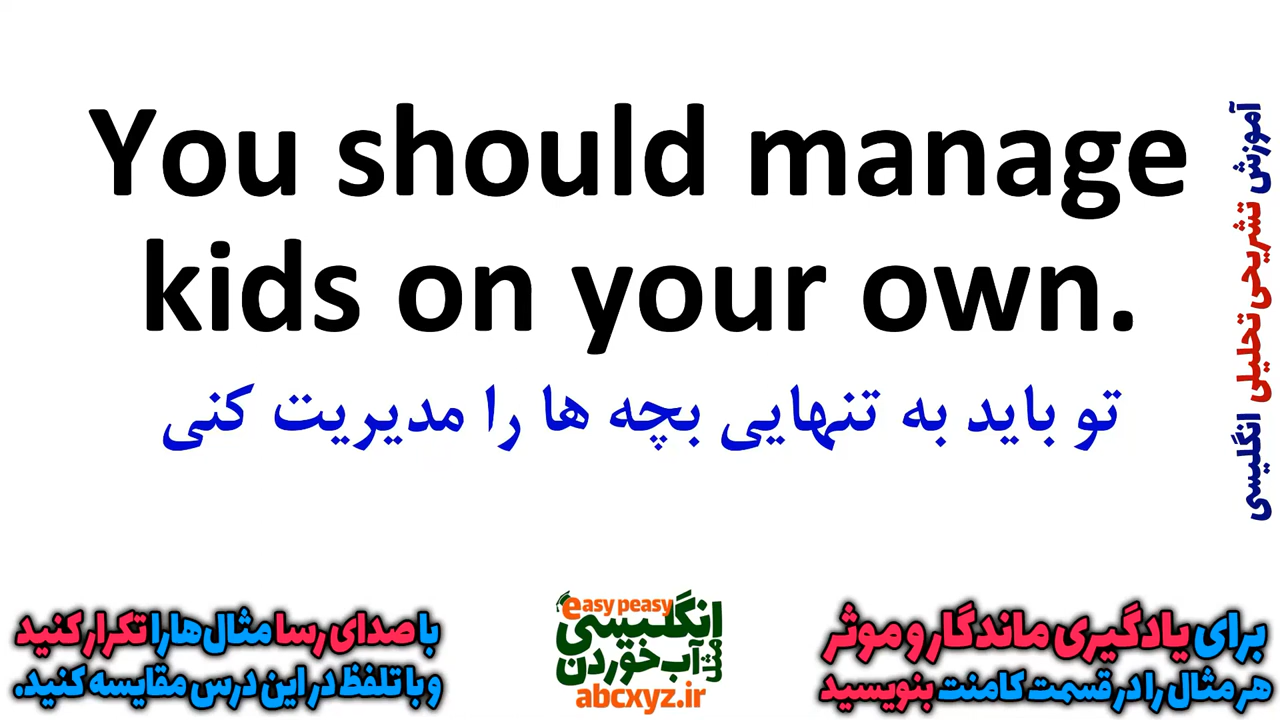 You should manage
kids on your own.
تو باید به تنهایی بچه ها را مدیریت کنی
آموزش تشریحی تحلیلی انگلیسی
برای یادگیری ماندگار و موثر
هر مثال را در قسمت کامنت بنویسید
easy peasy
انگلیسی
مثل آب خوردن
abcxyz.ir
با صدای رسا مثال‌ها را تکرار کنید
و با تلفظ در این درس مقایسه کنید.